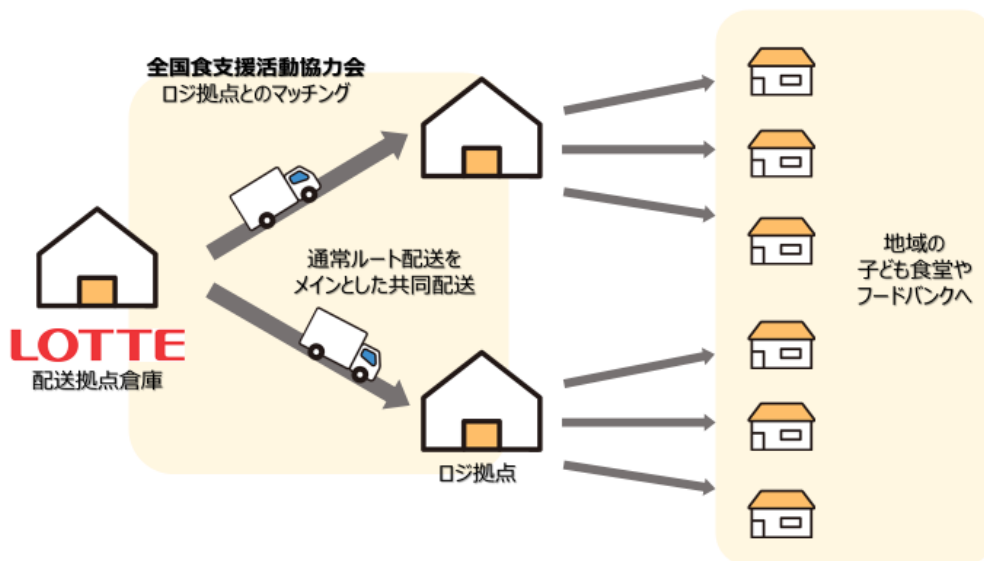 全国食支援活動協力会
ロジ拠点とのマッチング
通常ルート配送を
メインとした共同配送
LOTTE
配送拠点倉庫
ロジ拠点
地域の
子ども食堂や
フードバンクへ